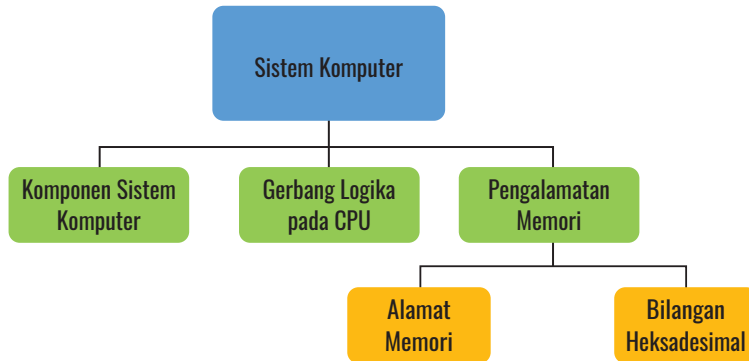 Sistem Komputer
Komponen Sistem
Komputer
Gerbang Logika
pada CPU
Pengalamatan
Memori
Alamat
Memori
Bilangan
Heksadesimal